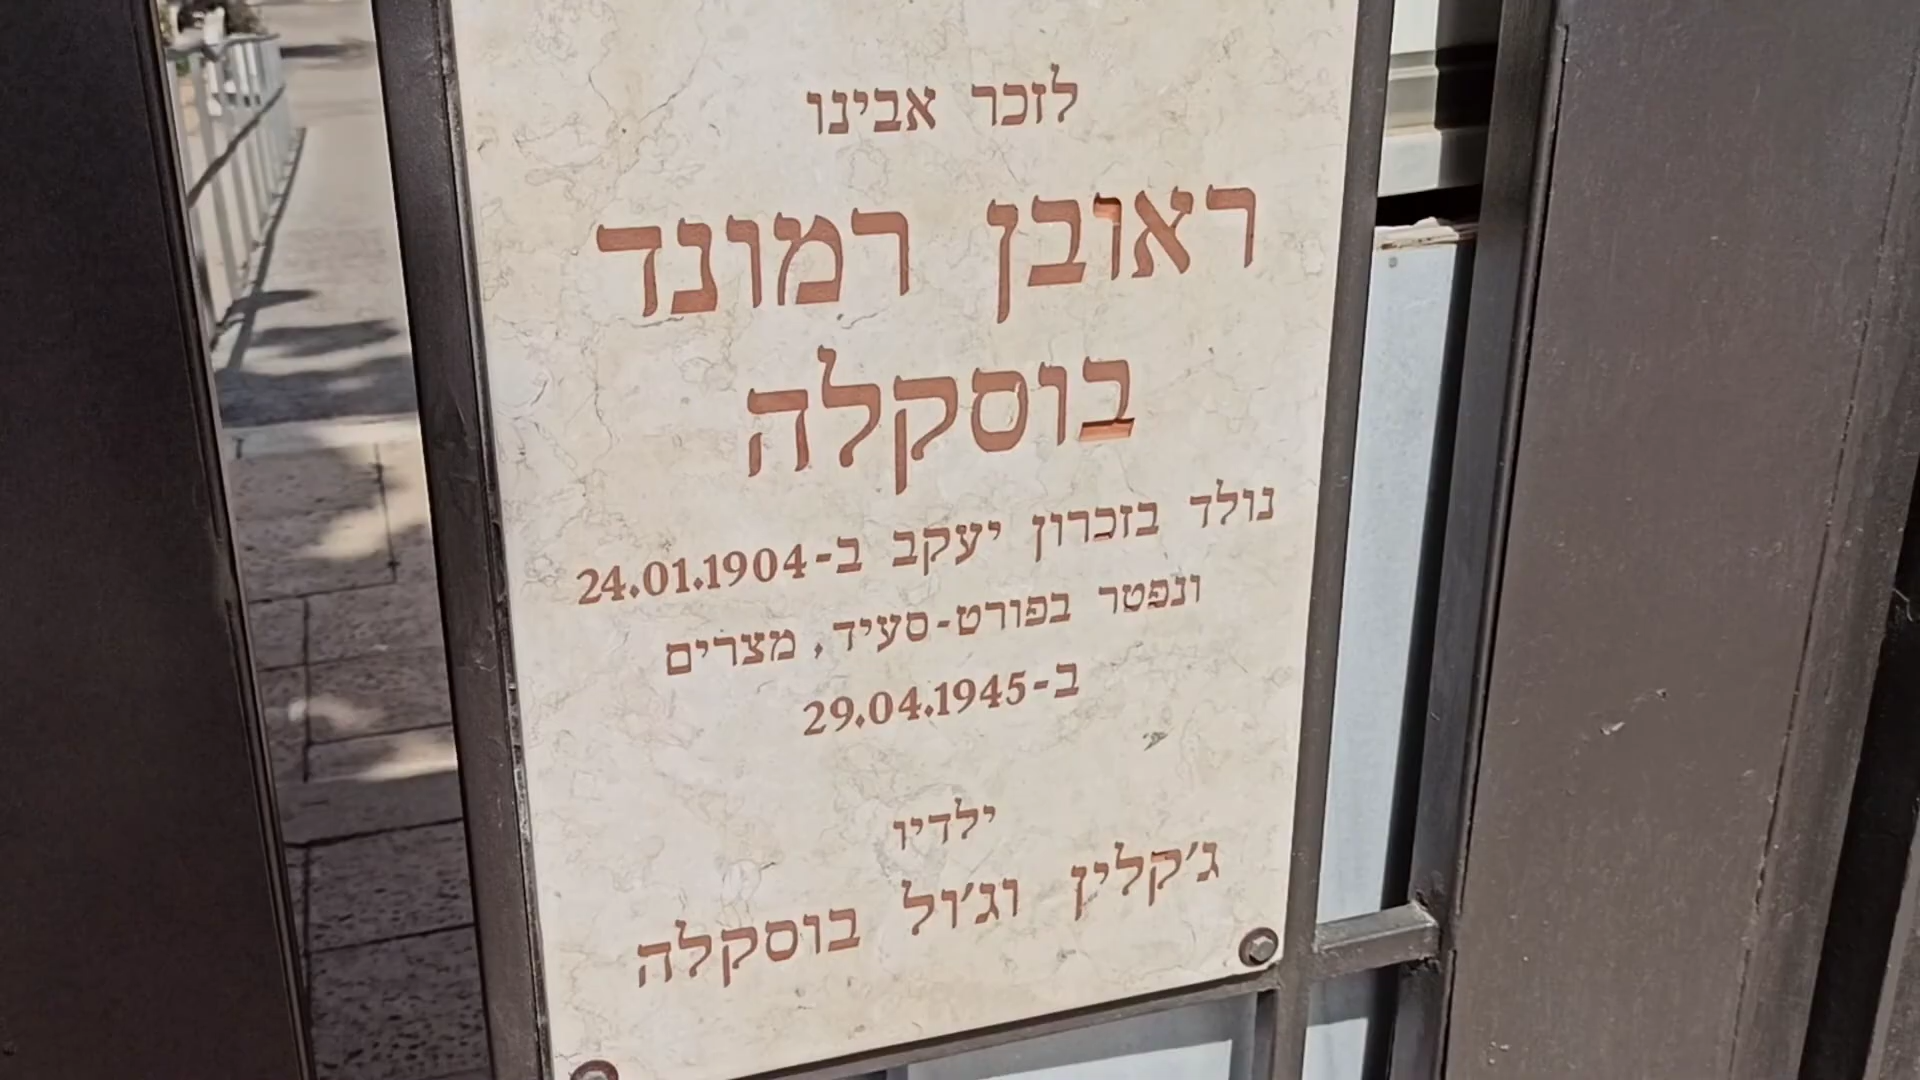 לזכר אבינו
ראובן רמונד
בוסקלה
נולד בזכרון יעקב ב-24.01.1904
ונפטר בפורט-סעיד, מצרים
ב-29.04.1945
ילדיו
ג׳קלין וג׳ול בוסקלה